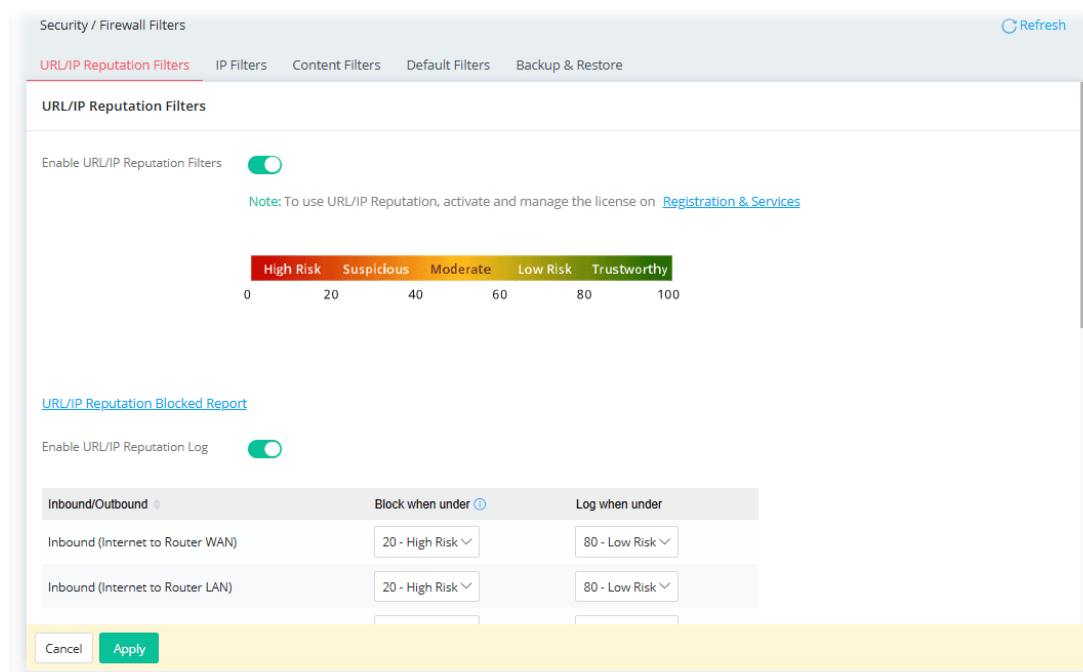 Security / Firewall Filters
Refresh
URL/IP Reputation Filters IP Filters Content Filters Default Filters Backup & Restore
URL/IP Reputation Filters
Enable URL/IP Reputation Filters
Note: To use URL/IP Reputation, activate and manage the license on Registration & Services
High Risk Suspicious Moderate Low Risk Trustworthy
0 20 40 60 80 100
URL/IP Reputation Blocked Report
Enable URL/IP Reputation Log
Inbound/Outbound Block when under Log when under
Inbound (Internet to Router WAN) 20 - High Risk 80 - Low Risk
Inbound (Internet to Router LAN) 20 - High Risk 80 - Low Risk
Cancel Apply